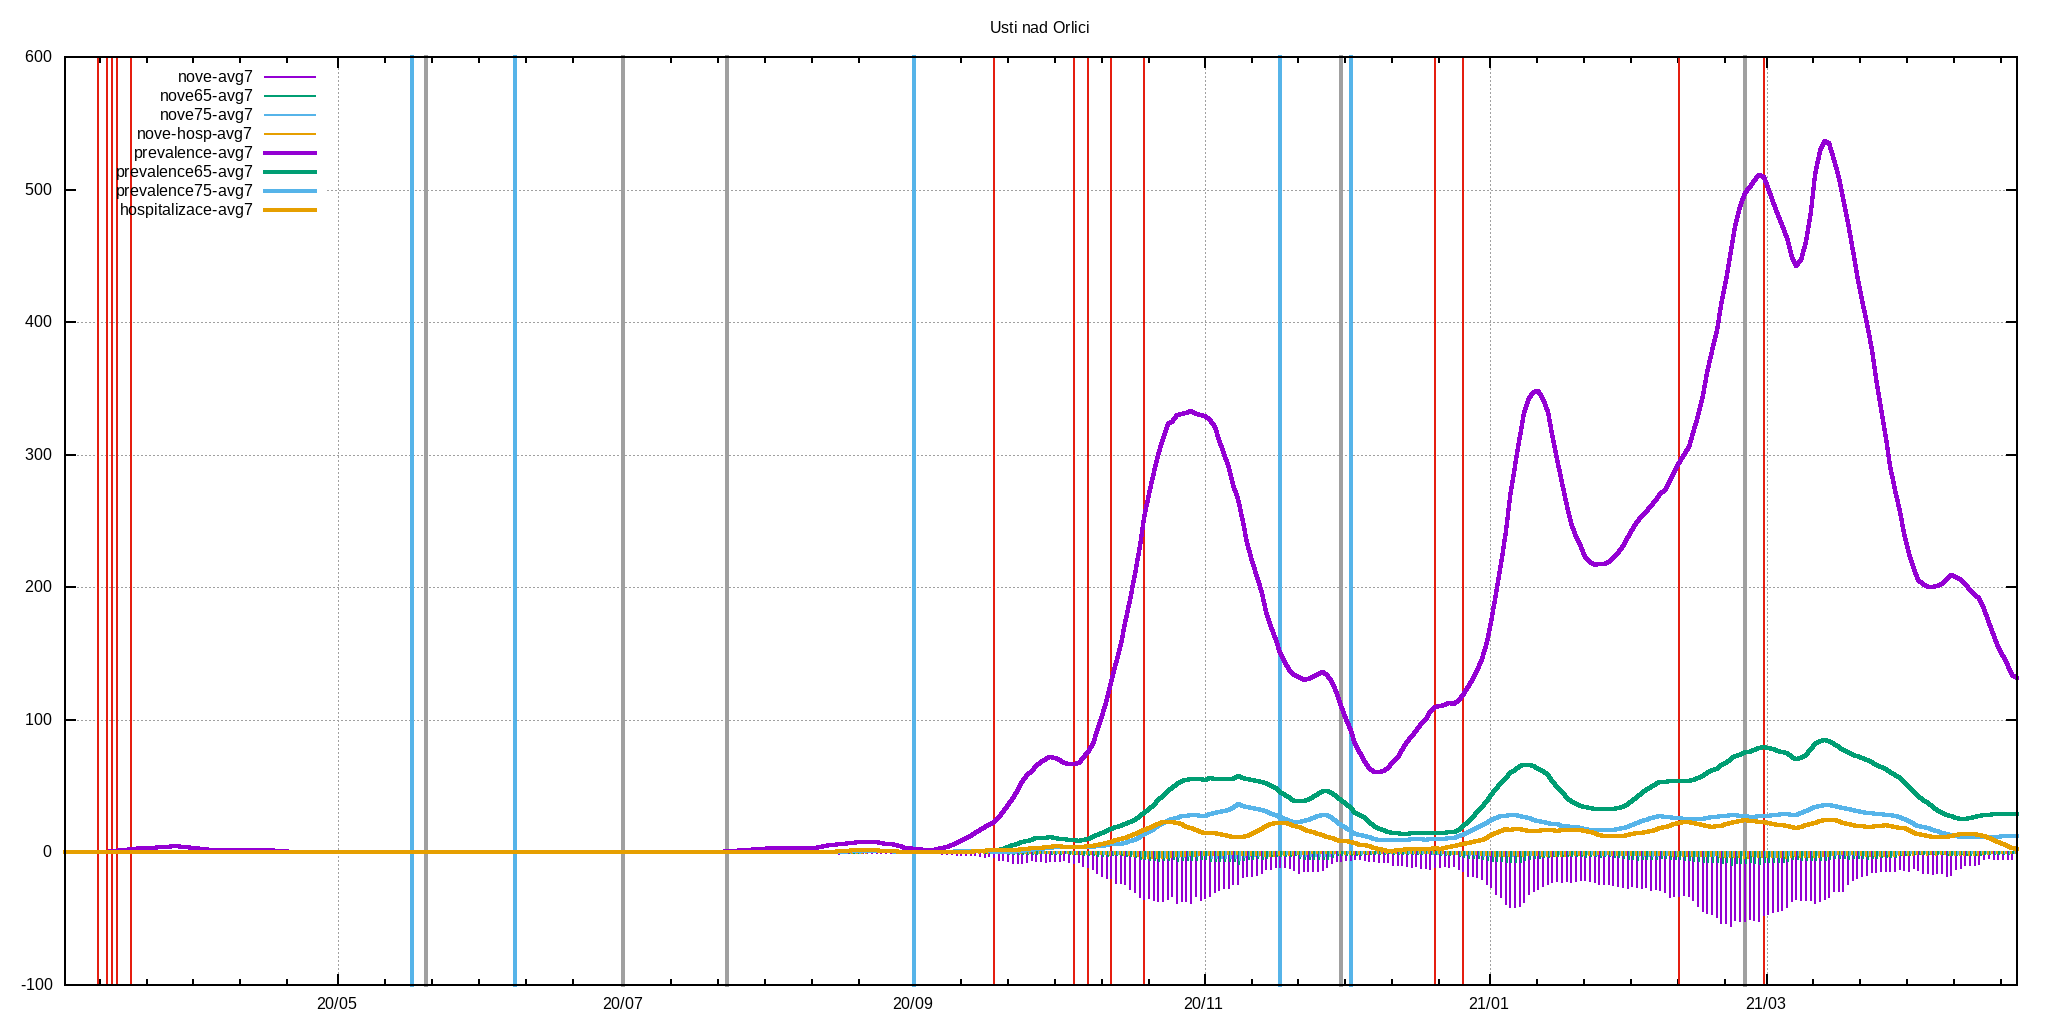 Usti nad Orlici
600
500
400
300
200
100
0
-100
nove-avg7
nove65-avg7
nove75-avg7
nove-hosp-avg7
prevalence-avg7
prevalence65-avg7
prevalence75-avg7
hospitalizace-avg7
20/05
20/07
20/09
20/11
21/01
21/03